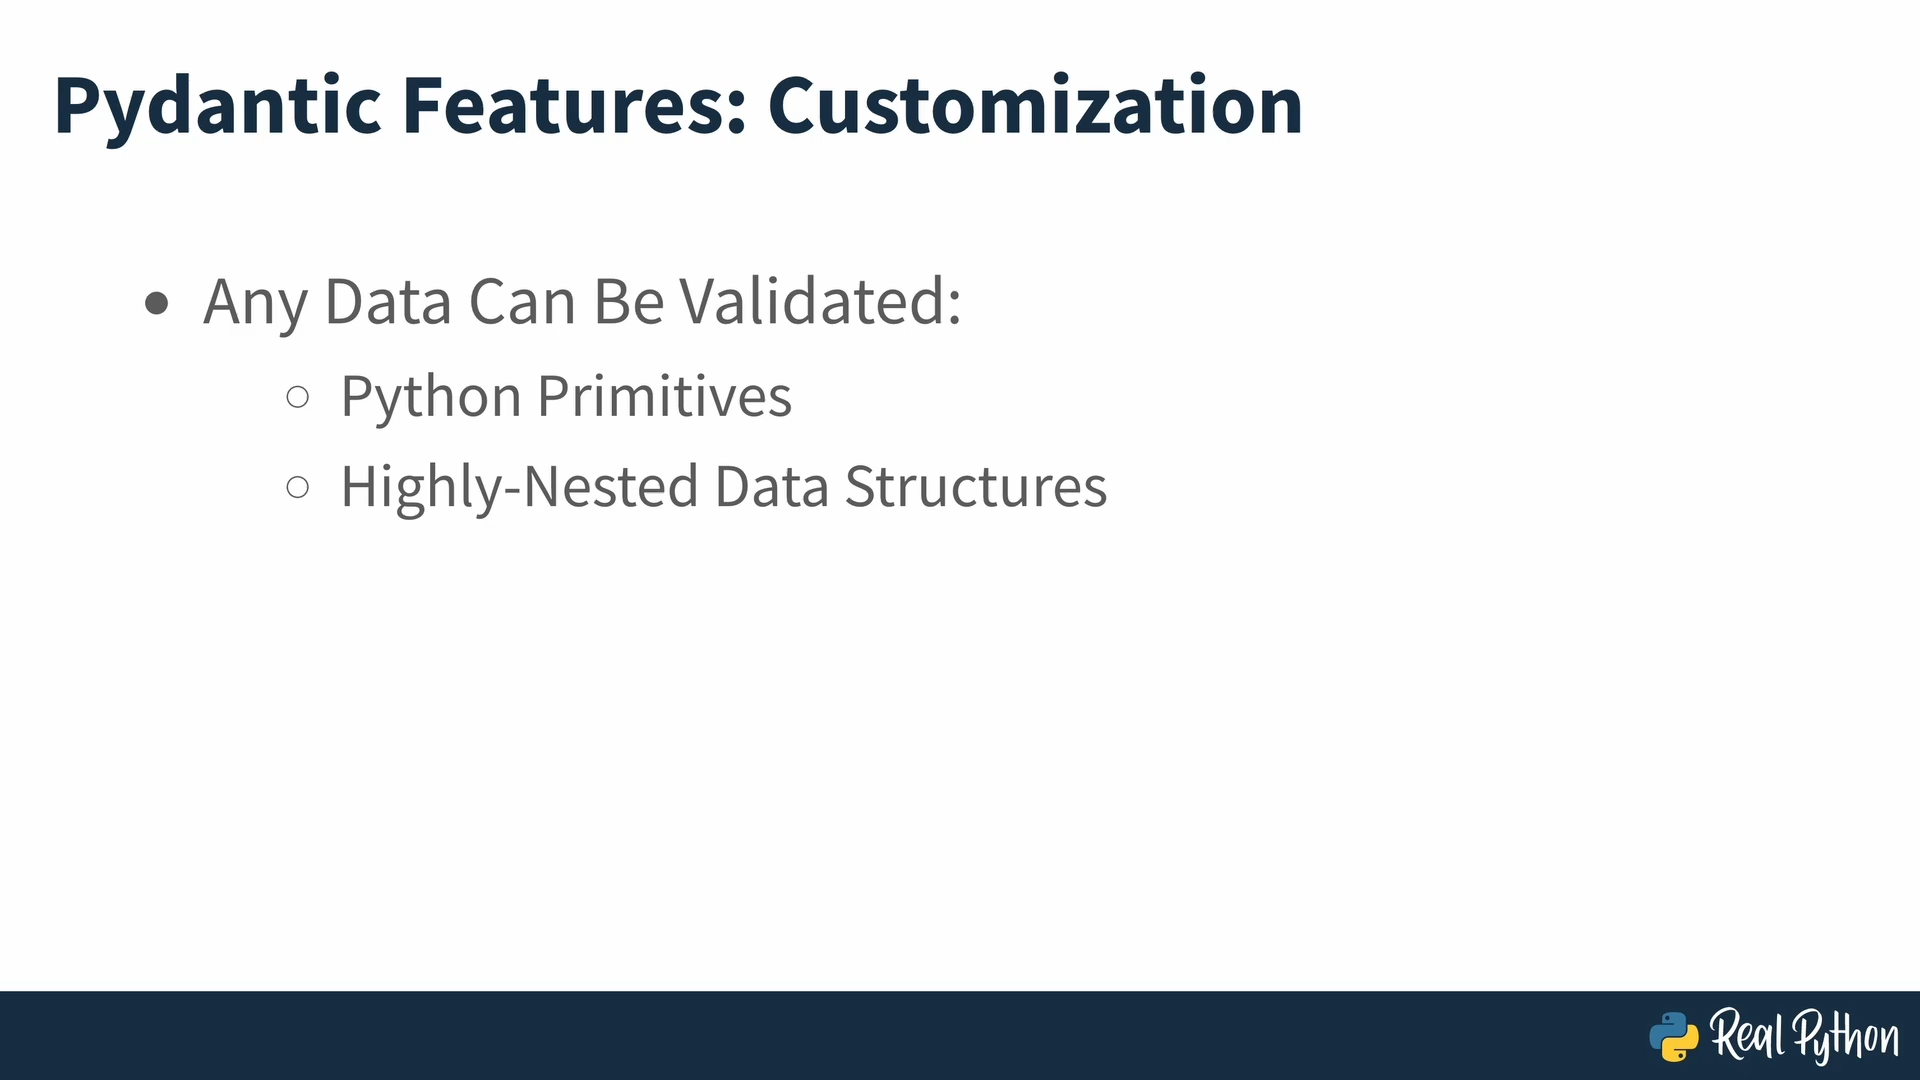 Pydantic Features: Customization
• Any Data Can Be Validated:
○ Python Primitives
○ Highly-Nested Data Structures
Real Python